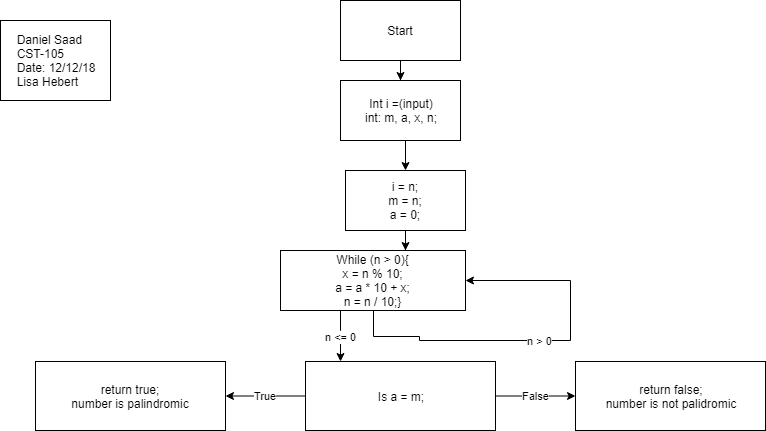 Daniel Saad
CST-105
Date: 12/12/18
Lisa Hebert
Start
Int i =(input)
int: m, a, x, n;
i = n;
m = n;
a = 0;
While (n > 0){
x = n % 10;
a = a * 10 + x;
n = n / 10;}
n <= 0
n > 0
Is a = m;
True
False
return true;
number is palindromic
return false;
number is not palidromic